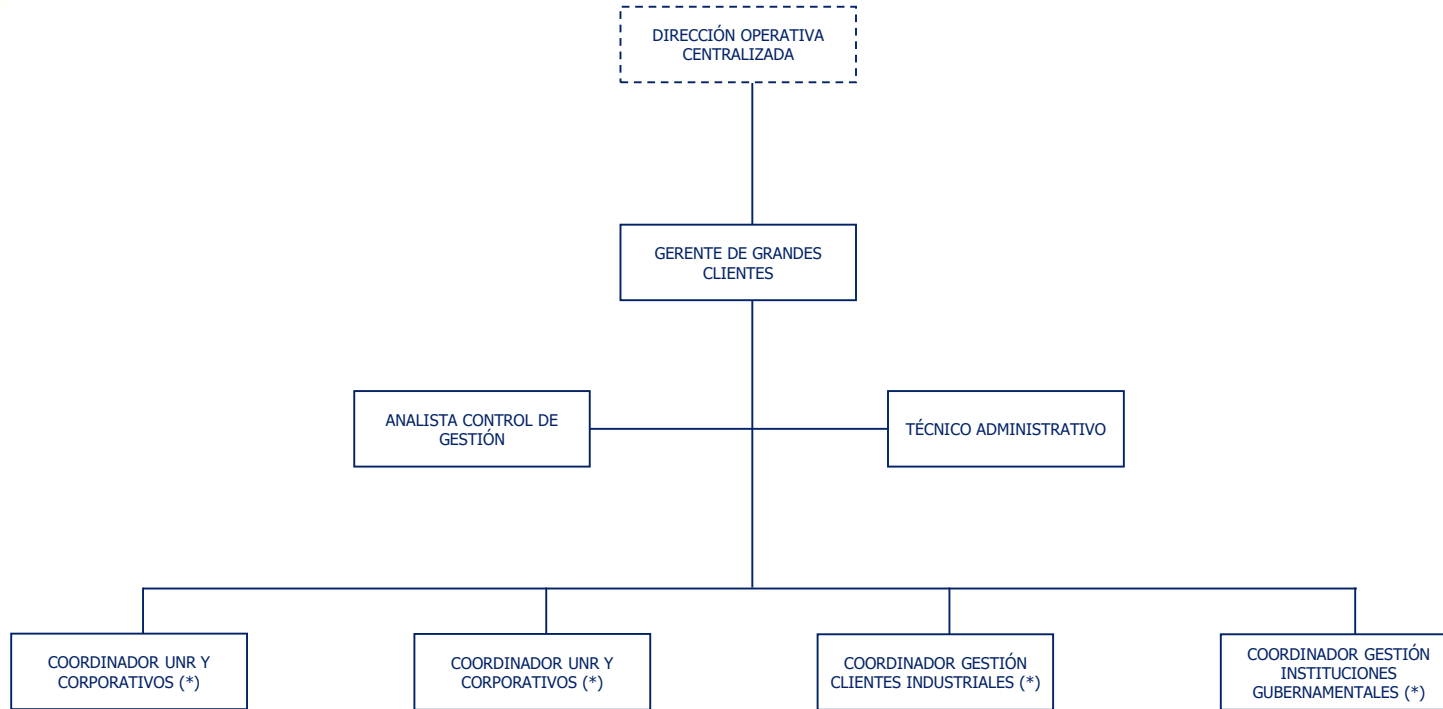 DIRECCIÓN OPERATIVA
CENTRALIZADA
GERENTE DE GRANDES
CLIENTES
ANALISTA CONTROL DE
GESTIÓN
TÉCNICO ADMINISTRATIVO
COORDINADOR UNR Y
CORPORATIVOS (*)
COORDINADOR UNR Y
CORPORATIVOS (*)
COORDINADOR GESTIÓN
CLIENTES INDUSTRIALES (*)
COORDINADOR GESTIÓN
INSTITUCIONES
GUBERNAMENTALES (*)